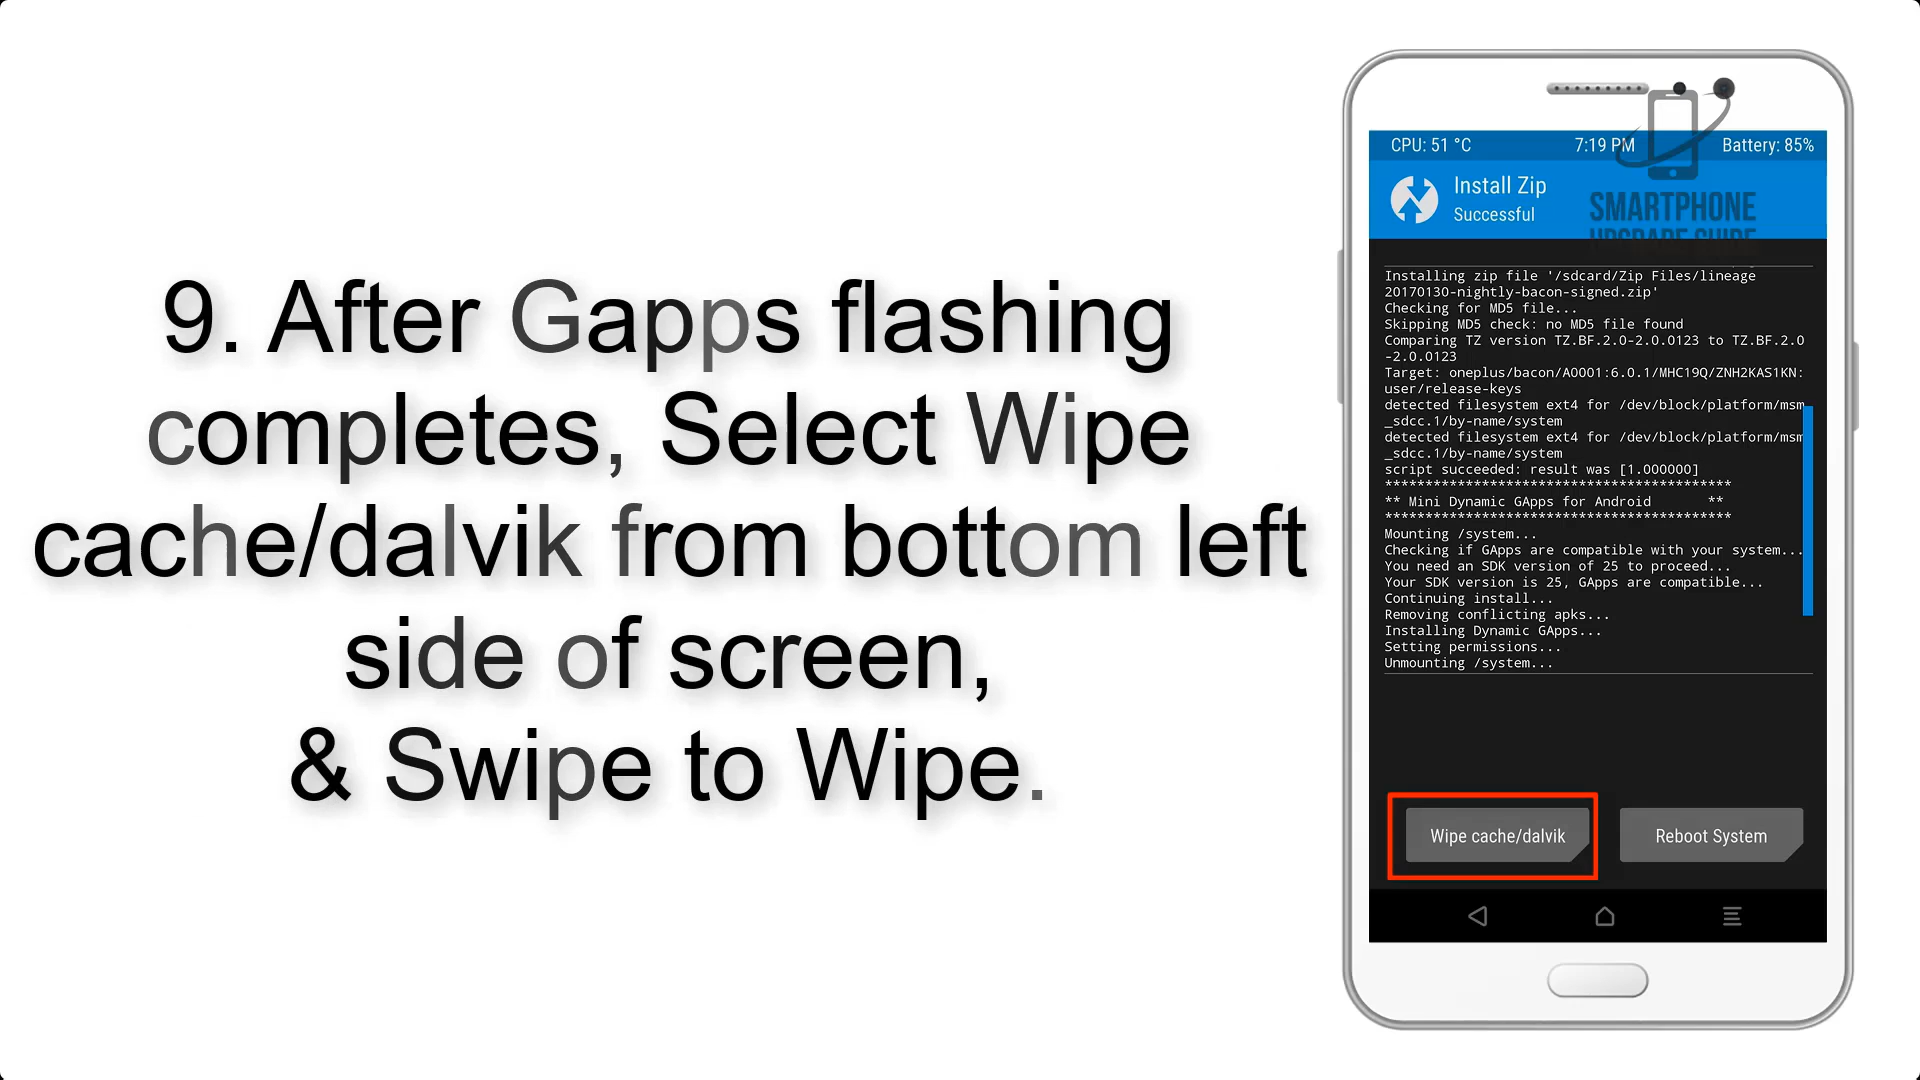 9. After Gapps flashing
completes, Select Wipe
cache/dalvik from bottom left
side of screen,
& Swipe to Wipe.
CPU: 51 °C 7:19 PM Battery: 85%
Install Zip
Successful
SMARTPHONE
UPGRADE GUIDE
Installing zip file '/sdcard/Zip Files/lineage
20170130-nightly-bacon-signed.zip'
Checking for MD5 file...
Skipping MD5 check: no MD5 file found
Comparing TZ version TZ.BF.2.0-2.0.0123 to TZ.BF.2.0
-2.0.0123
Target: oneplus/bacon/A0001:6.0.1/MHC19Q/ZNH2KAS1KN:
user/release-keys
detected filesystem ext4 for /dev/block/platform/msm
_sdcc.1/by-name/system
detected filesystem ext4 for /dev/block/platform/msm
_sdcc.1/by-name/system
script succeeded: result was [1.000000]
*******************************************
** Mini Dynamic GApps for Android **
*******************************************
Mounting /system...
Checking if GApps are compatible with your system...
You need an SDK version of 25 to proceed...
Your SDK version is 25, GApps are compatible...
Continuing install...
Removing conflicting apks...
Installing Dynamic GApps...
Setting permissions...
Unmounting /system...
Wipe cache/dalvik Reboot System